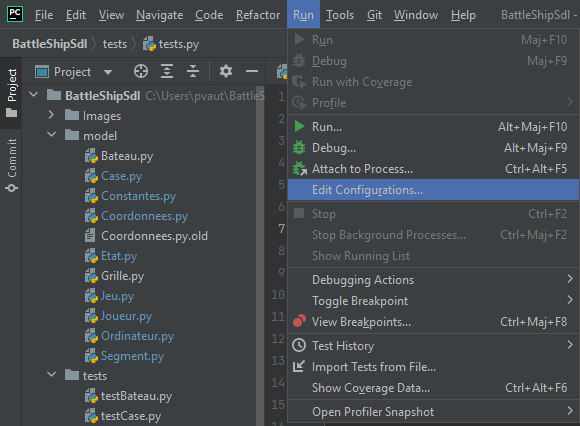 PC File Edit View Navigate Code Refactor Run Tools Git Window Help BattleShipSdl
BattleShipSdl tests tests.py
Project
Commit
Project
BattleShipSdl C:\Users\pvaut\BattleS
Images
model
Bateau.py
Case.py
Constantes.py
Coordonnees.py
Coordonnees.py.old
Etat.py
Grille.py
Jeu.py
Joueur.py
Ordinateur.py
Segment.py
tests
testBateau.py
testCase.py
1
2
3
4
5
6
7
8
9
10
11
12
13
14
15
16
Run Maj+F10
Debug Maj+F9
Run with Coverage
Profile
Run... Alt+Maj+F10
Debug... Alt+Maj+F9
Attach to Process... Ctrl+Alt+F5
Edit Configurations...
Stop Ctrl+F2
Stop Background Processes... Ctrl+Maj+F2
Show Running List
Debugging Actions
Toggle Breakpoint
View Breakpoints... Ctrl+Maj+F8
Test History
Import Tests from File...
Show Coverage Data... Ctrl+Alt+F6
Open Profiler Snapshot